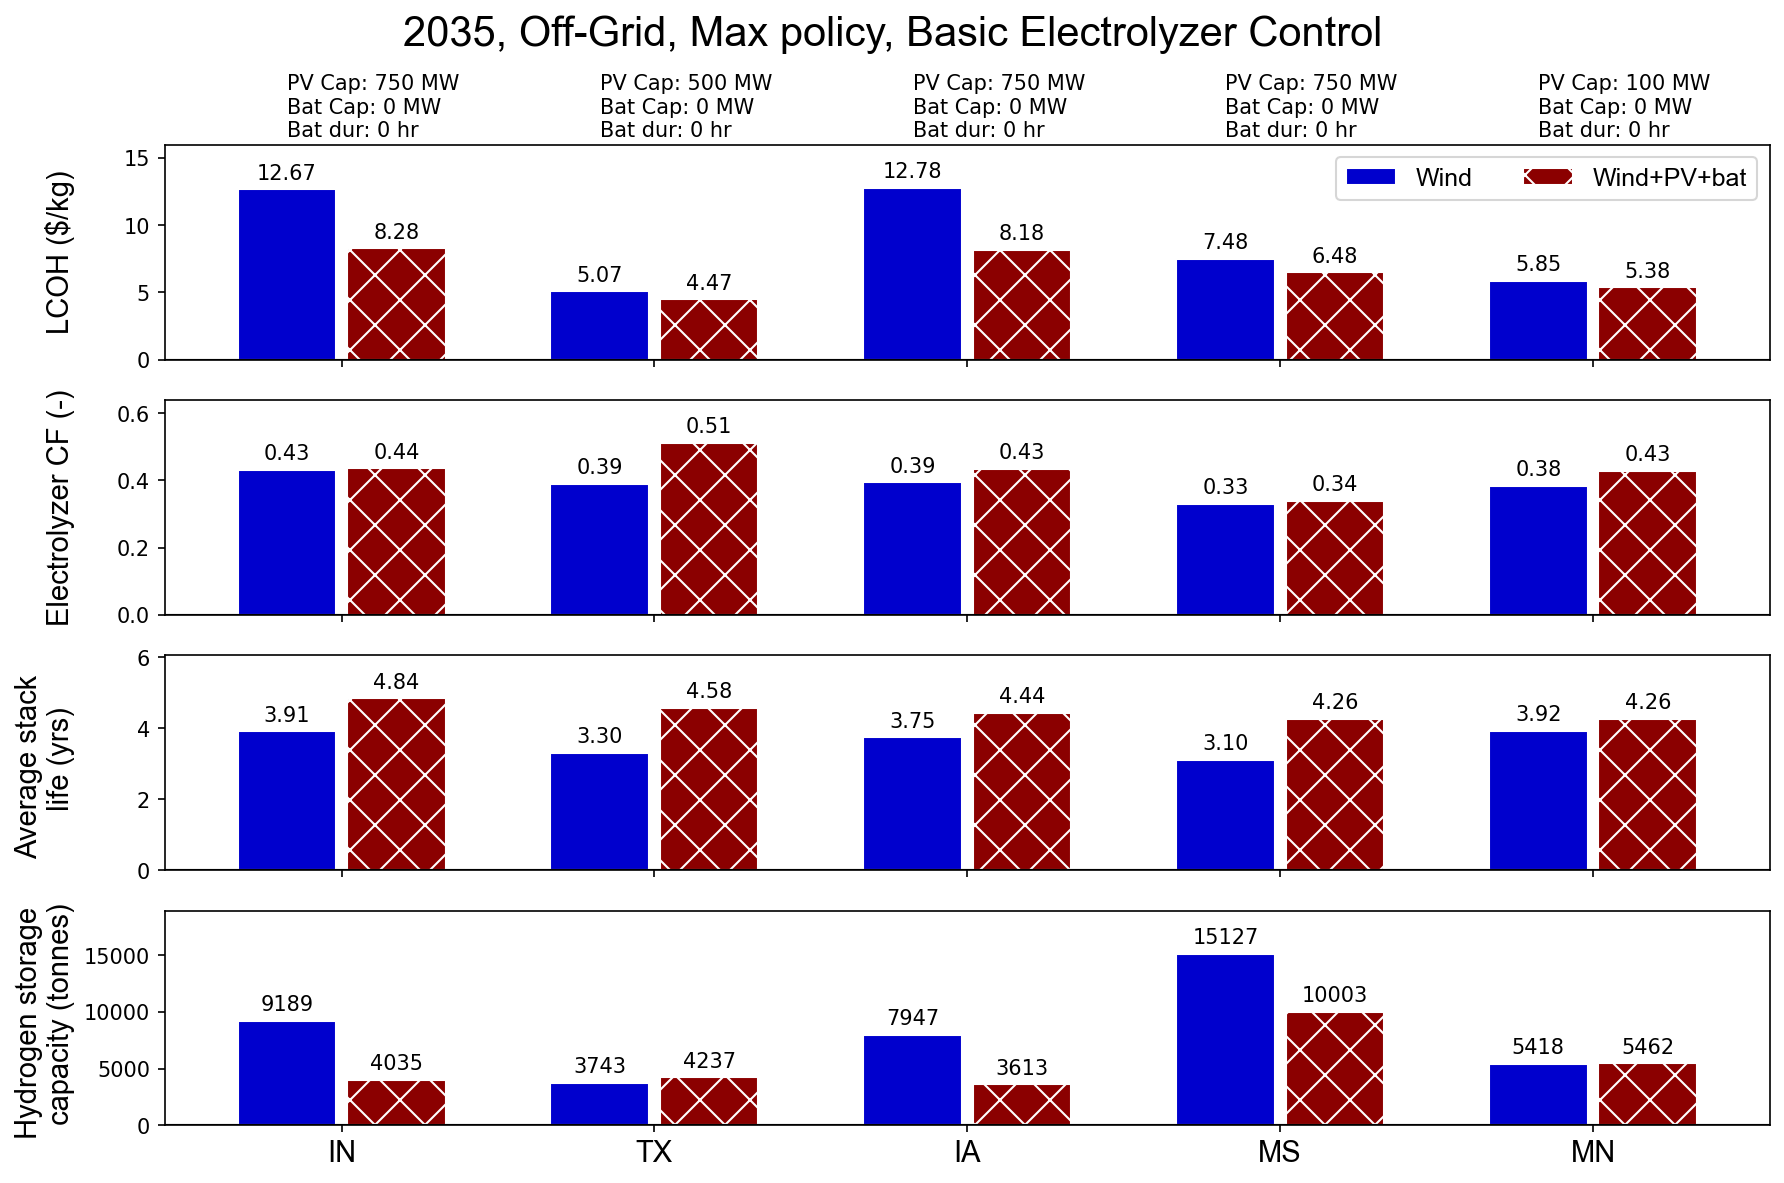 2035, Off-Grid, Max policy, Basic Electrolyzer Control
PV Cap: 750 MW
Bat Cap: 0 MW
Bat dur: 0 hr
PV Cap: 500 MW
Bat Cap: 0 MW
Bat dur: 0 hr
PV Cap: 750 MW
Bat Cap: 0 MW
Bat dur: 0 hr
PV Cap: 750 MW
Bat Cap: 0 MW
Bat dur: 0 hr
PV Cap: 100 MW
Bat Cap: 0 MW
Bat dur: 0 hr
LCOH ($/kg)
15
10
5
0
12.67
8.28
5.07
4.47
12.78
8.18
7.48
6.48
5.85
5.38
Wind
Wind+PV+bat
Electrolyzer CF (-)
0.6
0.4
0.2
0.0
0.43
0.44
0.39
0.51
0.39
0.43
0.33
0.34
0.38
0.43
Average stack
life (yrs)
6
4
2
0
3.91
4.84
3.30
4.58
3.75
4.44
3.10
4.26
3.92
4.26
Hydrogen storage
capacity (tonnes)
15000
10000
5000
0
9189
4035
3743
4237
7947
3613
15127
10003
5418
5462
IN
TX
IA
MS
MN